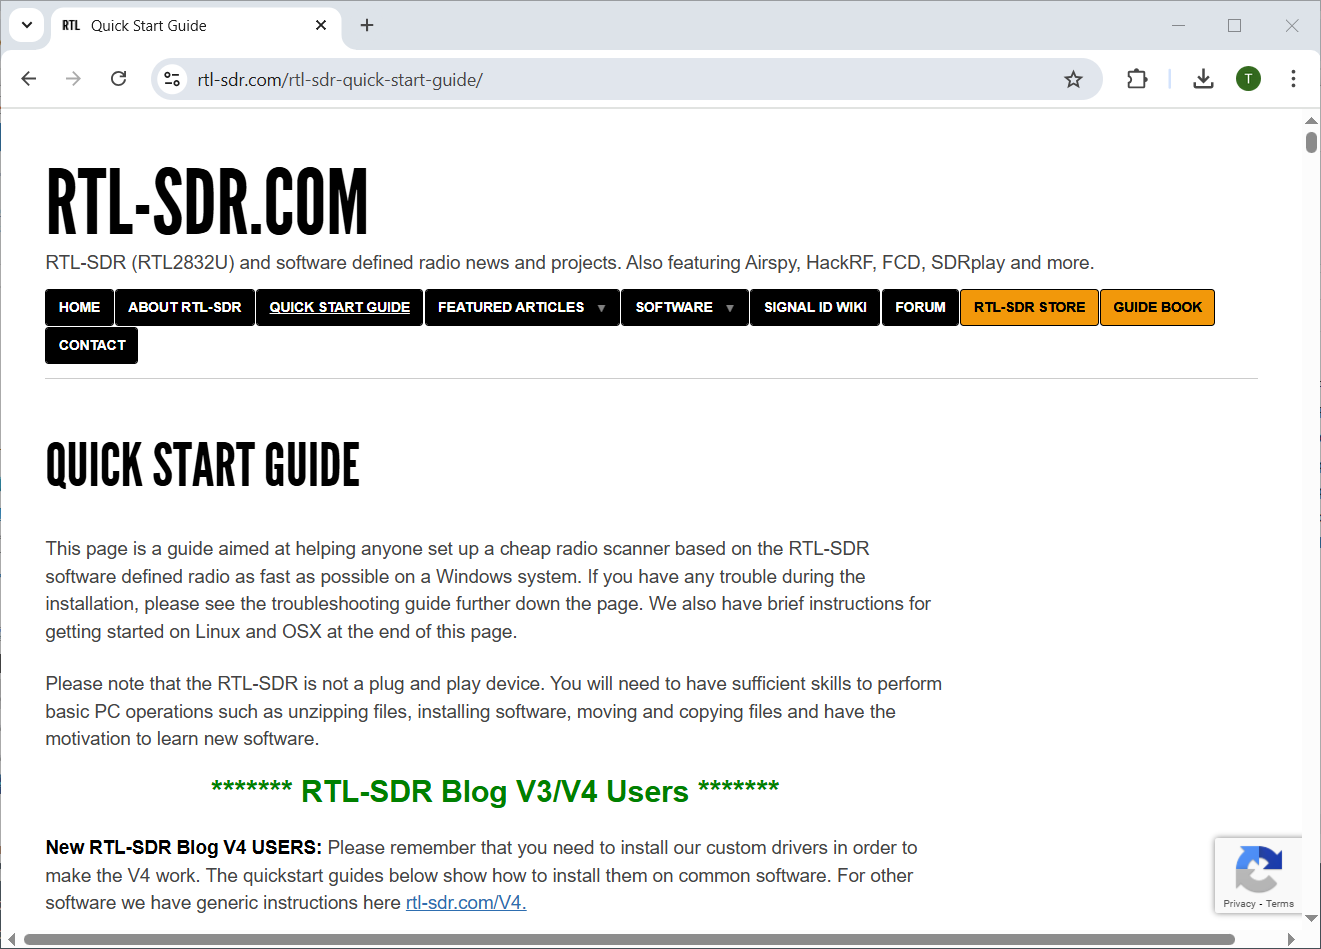 RTL Quick Start Guide
rtl-sdr.com/rtl-sdr-quick-start-guide/
T
RTL-SDR.COM
RTL-SDR (RTL2832U) and software defined radio news and projects. Also featuring Airspy, HackRF, FCD, SDRplay and more.
HOME ABOUT RTL-SDR QUICK START GUIDE FEATURED ARTICLES SOFTWARE SIGNAL ID WIKI FORUM RTL-SDR STORE GUIDE BOOK
CONTACT
QUICK START GUIDE
This page is a guide aimed at helping anyone set up a cheap radio scanner based on the RTL-SDR
software defined radio as fast as possible on a Windows system. If you have any trouble during the
installation, please see the troubleshooting guide further down the page. We also have brief instructions for
getting started on Linux and OSX at the end of this page.
Please note that the RTL-SDR is not a plug and play device. You will need to have sufficient skills to perform
basic PC operations such as unzipping files, installing software, moving and copying files and have the
motivation to learn new software.
******* RTL-SDR Blog V3/V4 Users *******
New RTL-SDR Blog V4 USERS: Please remember that you need to install our custom drivers in order to
make the V4 work. The quickstart guides below show how to install them on common software. For other
software we have generic instructions here rtl-sdr.com/V4.
Privacy - Terms